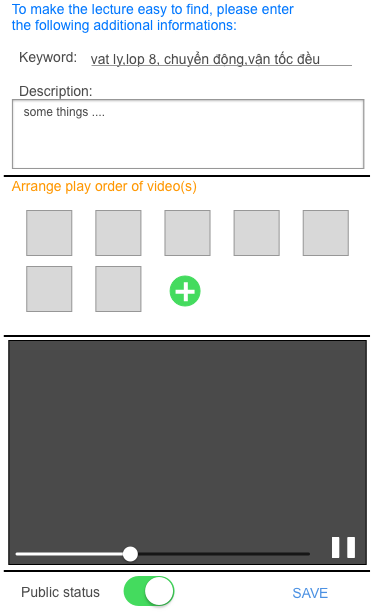 To make the lecture easy to find, please enter
the following additional informations:
Keyword: vat ly,lop 8, chuyển động,vân tốc đều
Description:
some things ....
Arrange play order of video(s)
Public status
SAVE